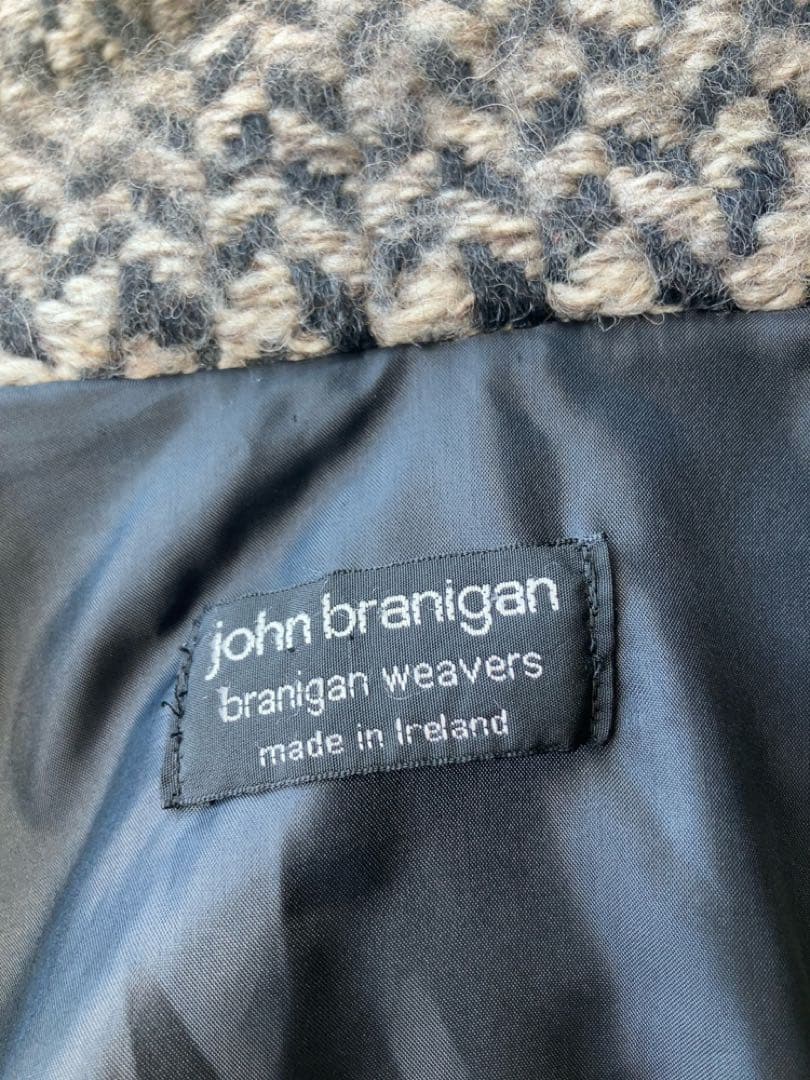 john branigan
branigan weavers
made in Ireland